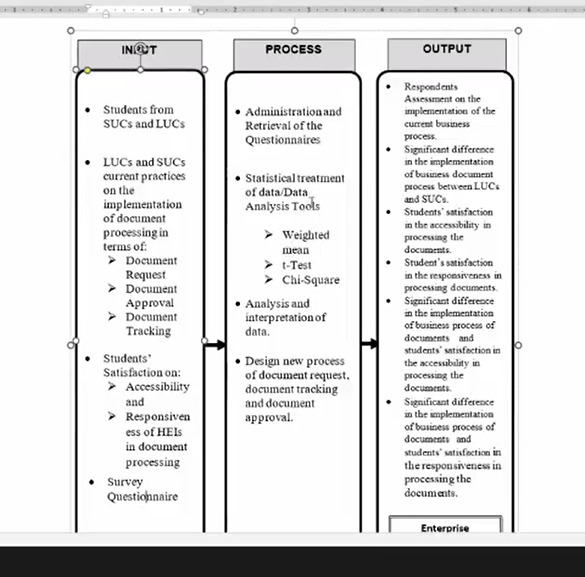 INPUT
Students from
SUCs and LUCs
LUCs and SUCs
current practices
on the
implementation
of document
processing in
terms of:
Document
Request
Document
Approval
Document
Tracking
Students'
Satisfaction on:
Accessibility
and
Responsiven
ess of HEIs
in document
processing
Survey
Questionnaire
PROCESS
Administration and
Retrieval of the
Questionnaires
Statistical treatment
of data/Data
Analysis Tools
Weighted
mean
t-Test
Chi-Square
Analysis and
interpretation of
data.
Design new process
of document request,
document tracking
and document
approval.
OUTPUT
Respondents
Assessment on the
implementation of the
current business
process.
Significant difference
in the implementation
of business document
process between LUCs
and SUCs.
Students' satisfaction
in the accessibility in
processing the
documents.
Student's satisfaction
in the responsiveness in
processing documents.
Significant difference
in the implementation
of business process of
documents and
students' satisfaction in
the accessibility in
processing the
documents.
Significant difference
in the implementation
of business process of
documents and
students' satisfaction in
the responsiveness in
processing the
documents.
Enterprise